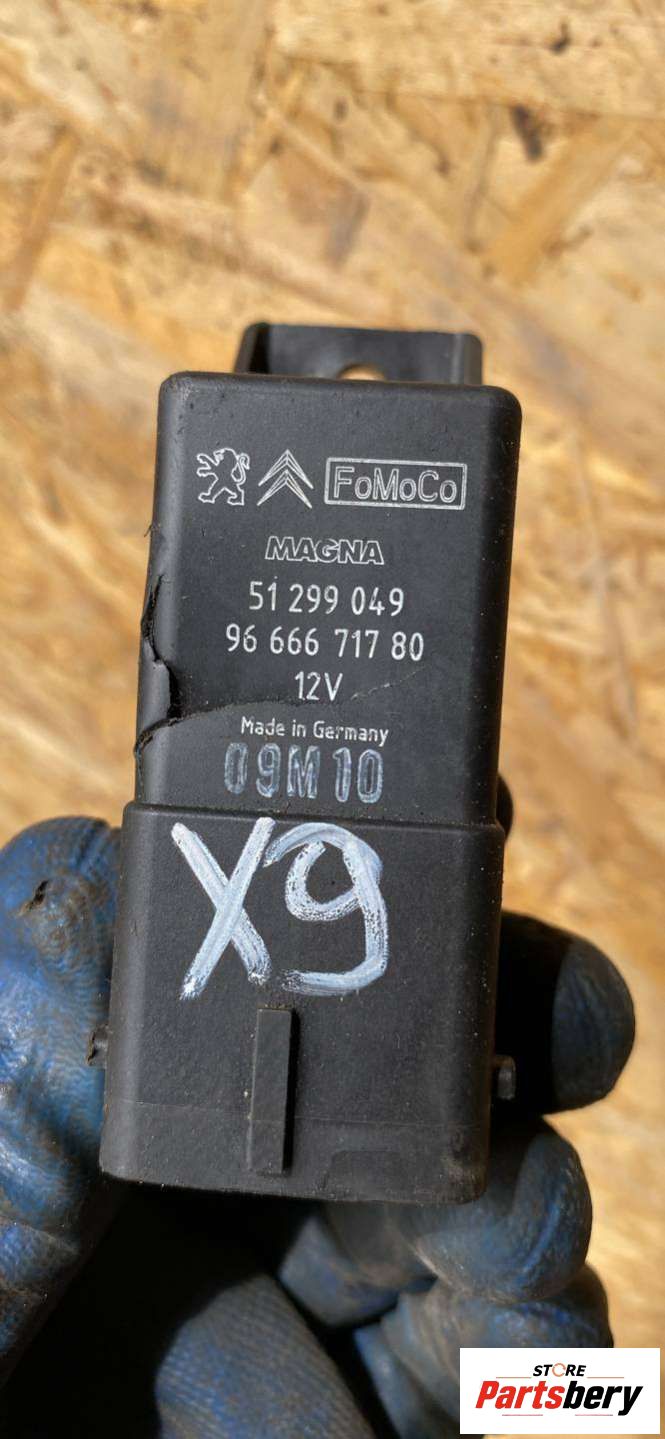 FoMoCo
MAGNA
51 299 049
96 666 717 80
12V
Made in Germany
09M10
X9
STORE
Partsbery